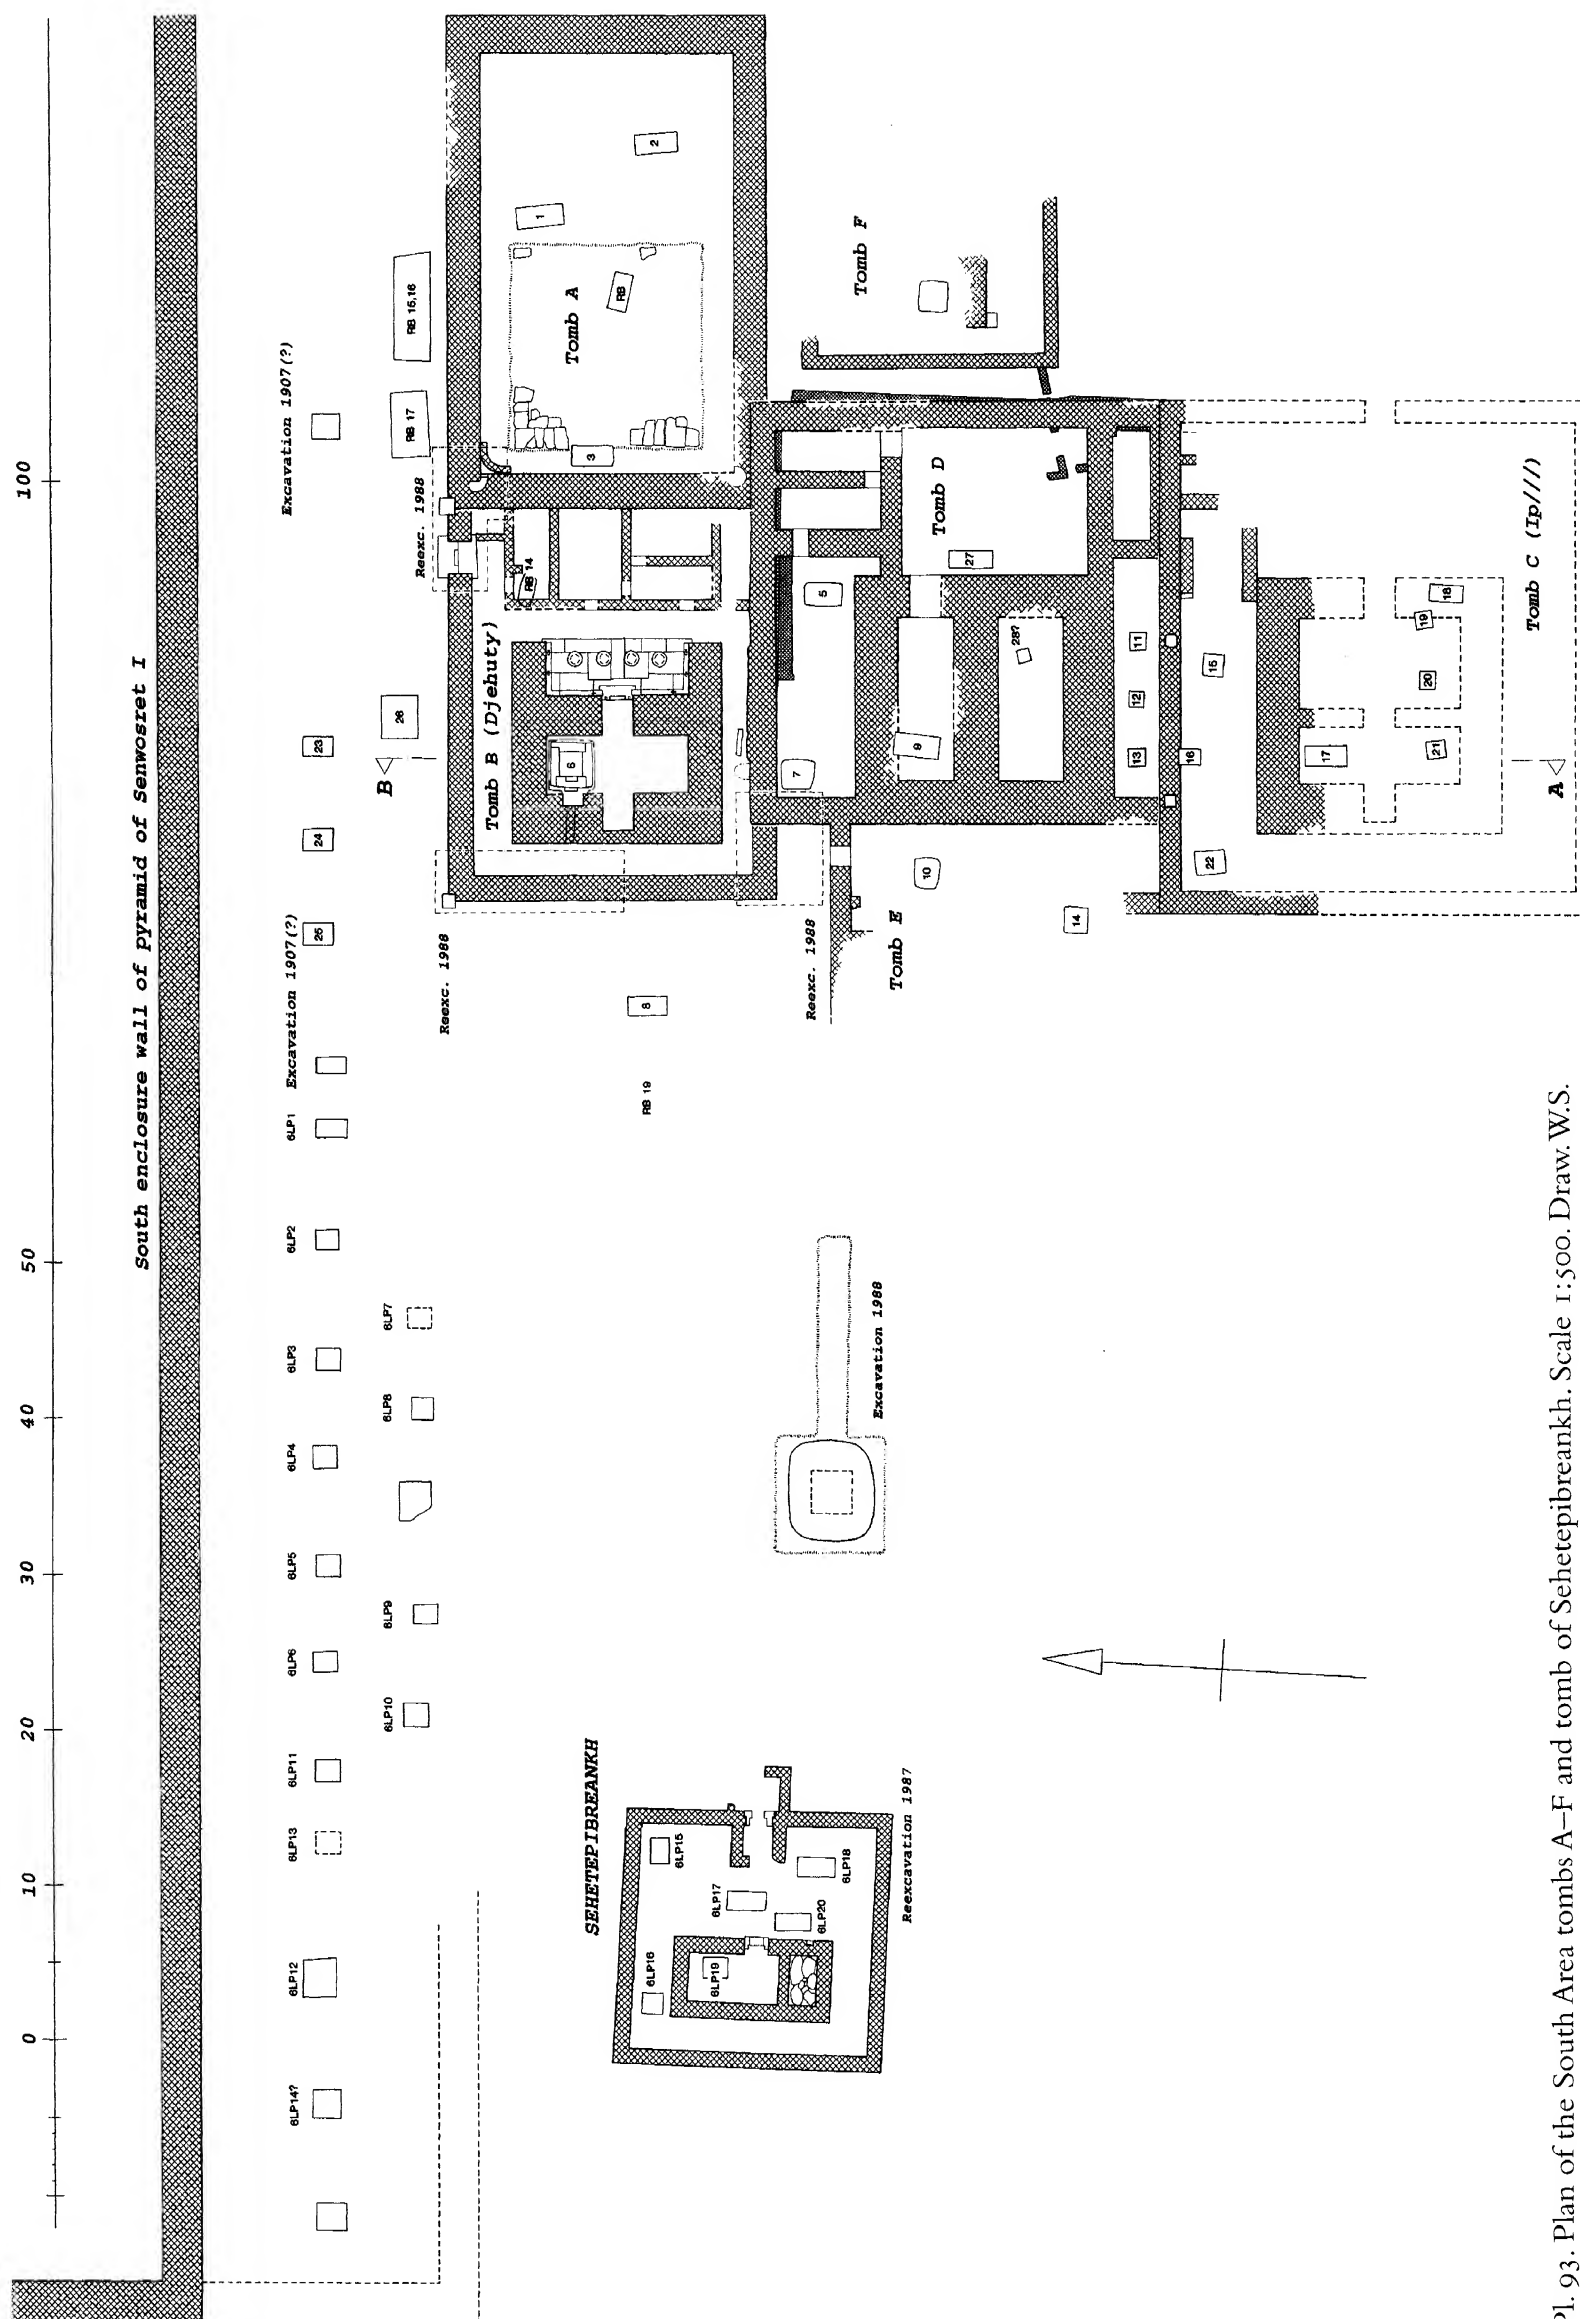 0 10 20 30 40 50 100
South enclosure wall of pyramid of Senwosret I
6LP14?
6LP12
6LP13
6LP11
6LP6
6LP5
6LP4
6LP3
6LP2
6LP1
Excavation 1907(?)
25
24
23
Excavation 1907(?)
6LP10
6LP9
6LP8
6LP7
B
26
RB 17
RB 15,16
Reexc. 1988
Reexc. 1988
Tomb B (Djehuty)
6
RB 14
Tomb A
1
2
3
RB
SEHETEPIBREANKH
6LP16
6LP15
6LP19
6LP17
6LP20
6LP18
Reexcavation 1987
RB 19
8
Excavation 1988
Reexc. 1988
7
5
Tomb E
10
9
27
Tomb D
Tomb F
28?
14
13
12
11
22
16
15
17
21
20
19
18
Tomb C (Ip///)
A
Pl. 93. Plan of the South Area tombs A–F and tomb of Sehetepibreankh. Scale 1:500. Draw. W.S.